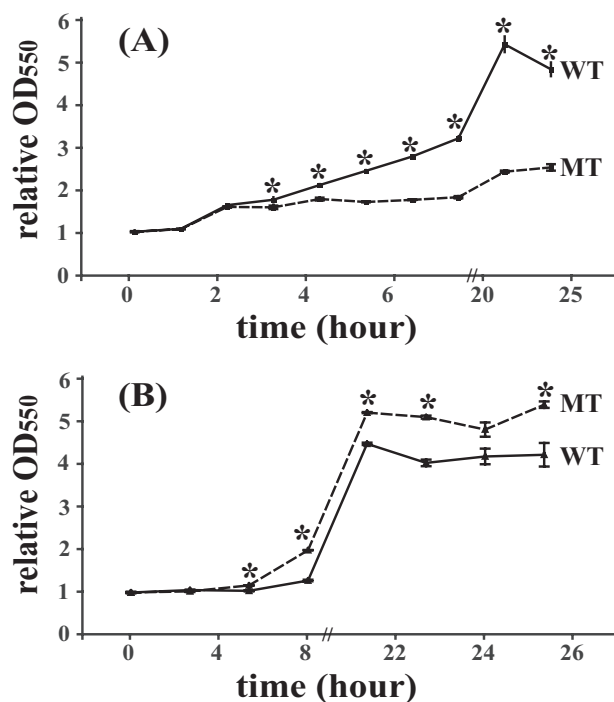 (A)
relative OD550
6
5
4
3
2
1
0
* * * * * * *
WT
MT
0 2 4 6 // 20 25
time (hour)
(B)
relative OD550
6
5
4
3
2
1
0
* * * * *
MT
WT
0 4 8 // 22 24 26
time (hour)